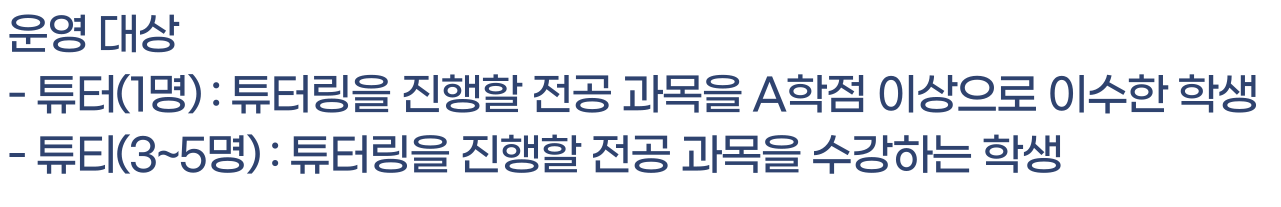 운영 대상
- 튜터(1명) : 튜터링을 진행할 전공 과목을 A학점 이상으로 이수한 학생
- 튜티(3~5명) : 튜터링을 진행할 전공 과목을 수강하는 학생